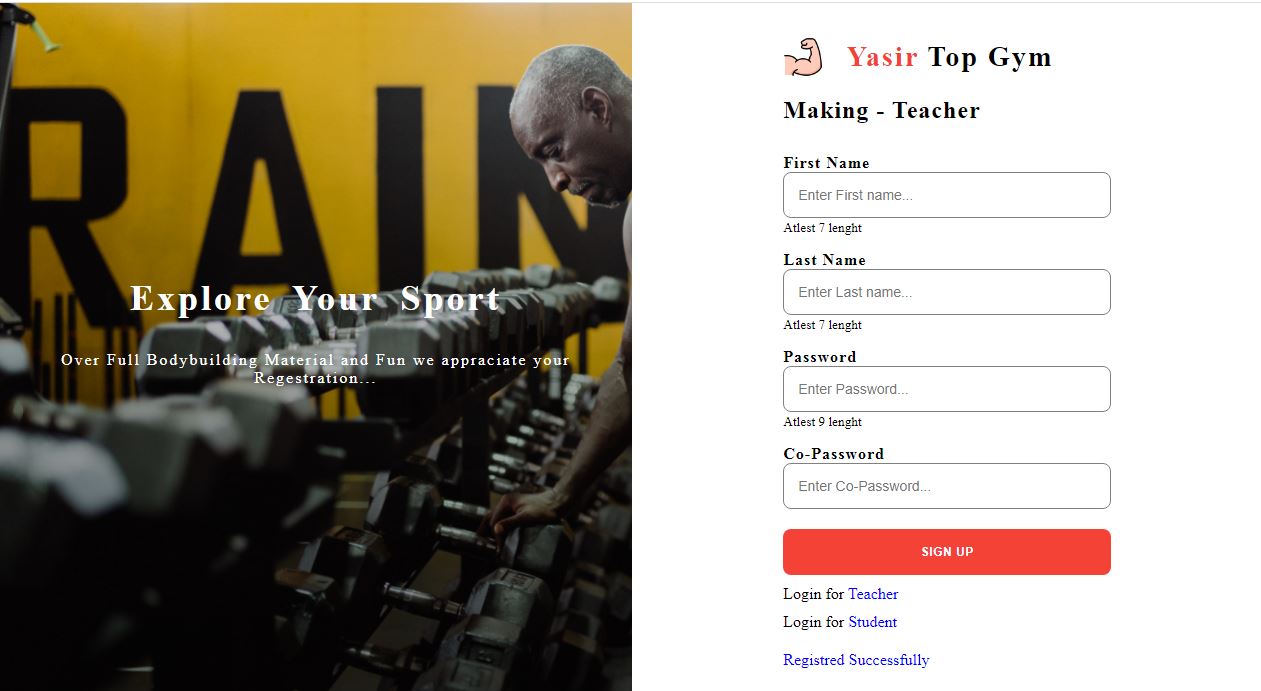 RAIN
Explore Your Sport
Over Full Bodybuilding Material and Fun we appraciate your
Regestration...
Yasir Top Gym
Making - Teacher
First Name
Enter First name...
Atlest 7 lenght
Last Name
Enter Last name...
Atlest 7 lenght
Password
Enter Password...
Atlest 9 lenght
Co-Password
Enter Co-Password...
SIGN UP
Login for Teacher
Login for Student
Registred Successfully